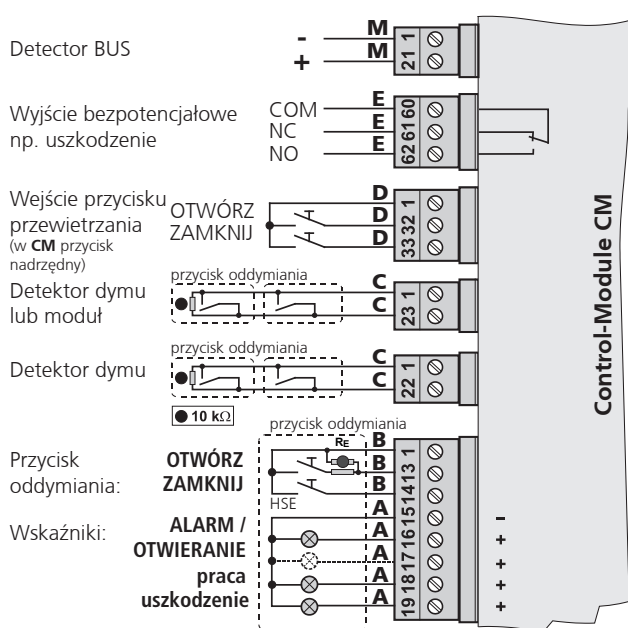 Detector BUS
-
+
M
M
1
21
Wyjście bezpotencjałowe
np. uszkodzenie
COM
NC
NO
E
E
E
60
61
62
Wejście przycisku
przewietrzania
(w CM przycisk
nadrzędny)
OTWÓRZ
ZAMKNIJ
D
D
D
1
32
33
Detektor dymu
lub moduł
przycisk oddymiania
C
C
1
23
Detektor dymu
przycisk oddymiania
C
C
1
22
10 kΩ
Przycisk
oddymiania:
OTWÓRZ
ZAMKNIJ
przycisk oddymiania
RE
HSE
B
B
B
1
13
14
Wskaźniki:
ALARM /
OTWIERANIE
praca
uszkodzenie
A
A
A
A
A
15
16
17
18
19
-
+
+
+
+
Control-Module CM